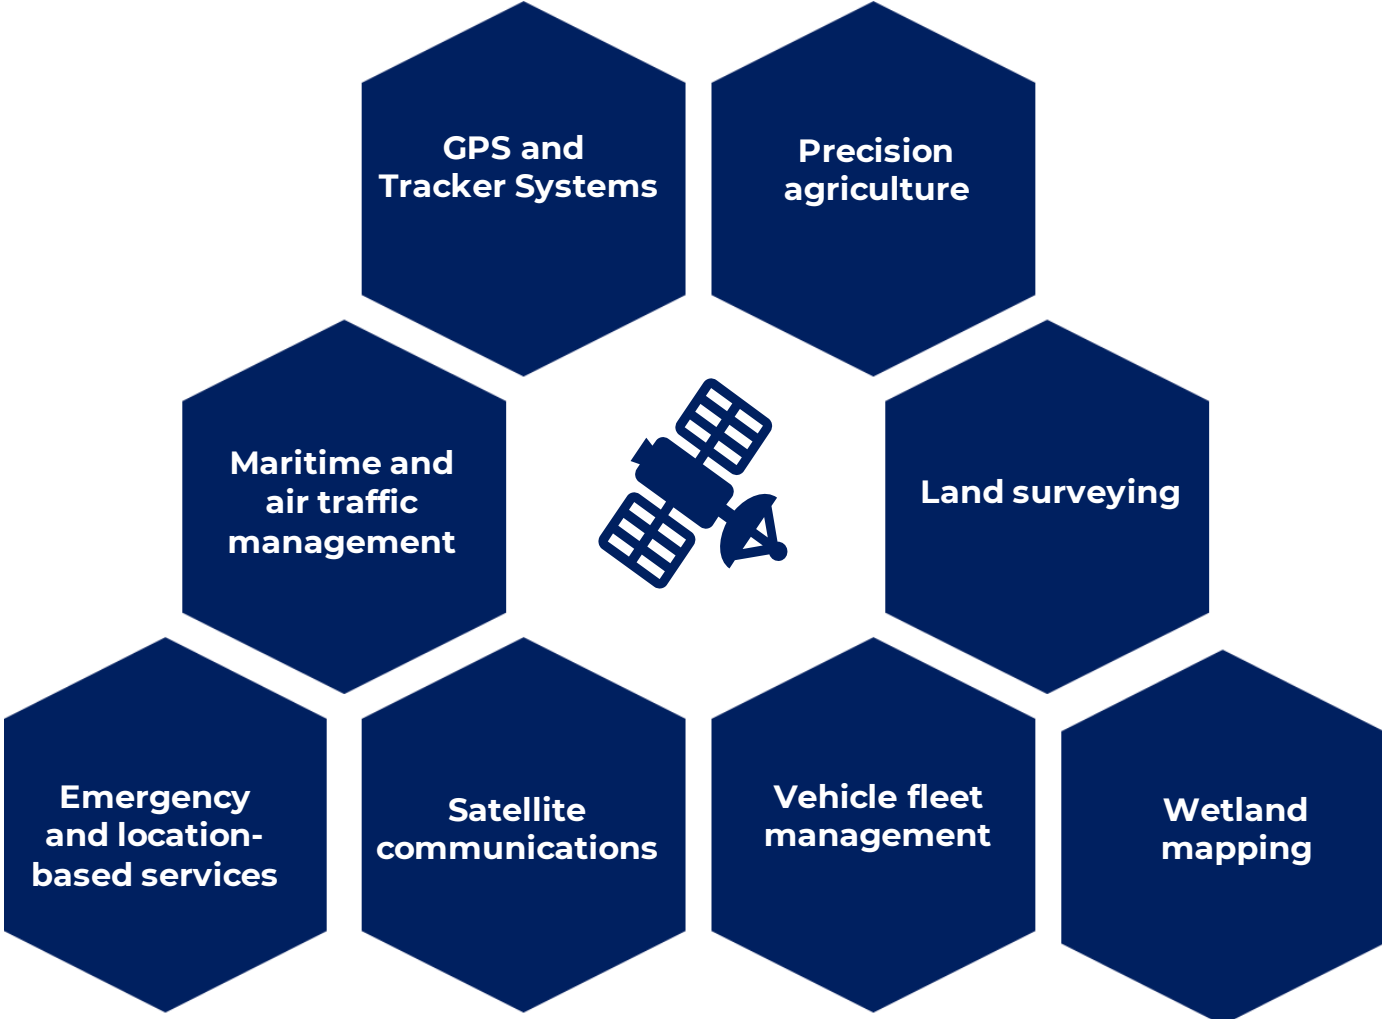 GPS and
Tracker Systems
Precision
agriculture
Maritime and
air traffic
management
Land surveying
Emergency
and location-
based services
Satellite
communications
Vehicle fleet
management
Wetland
mapping